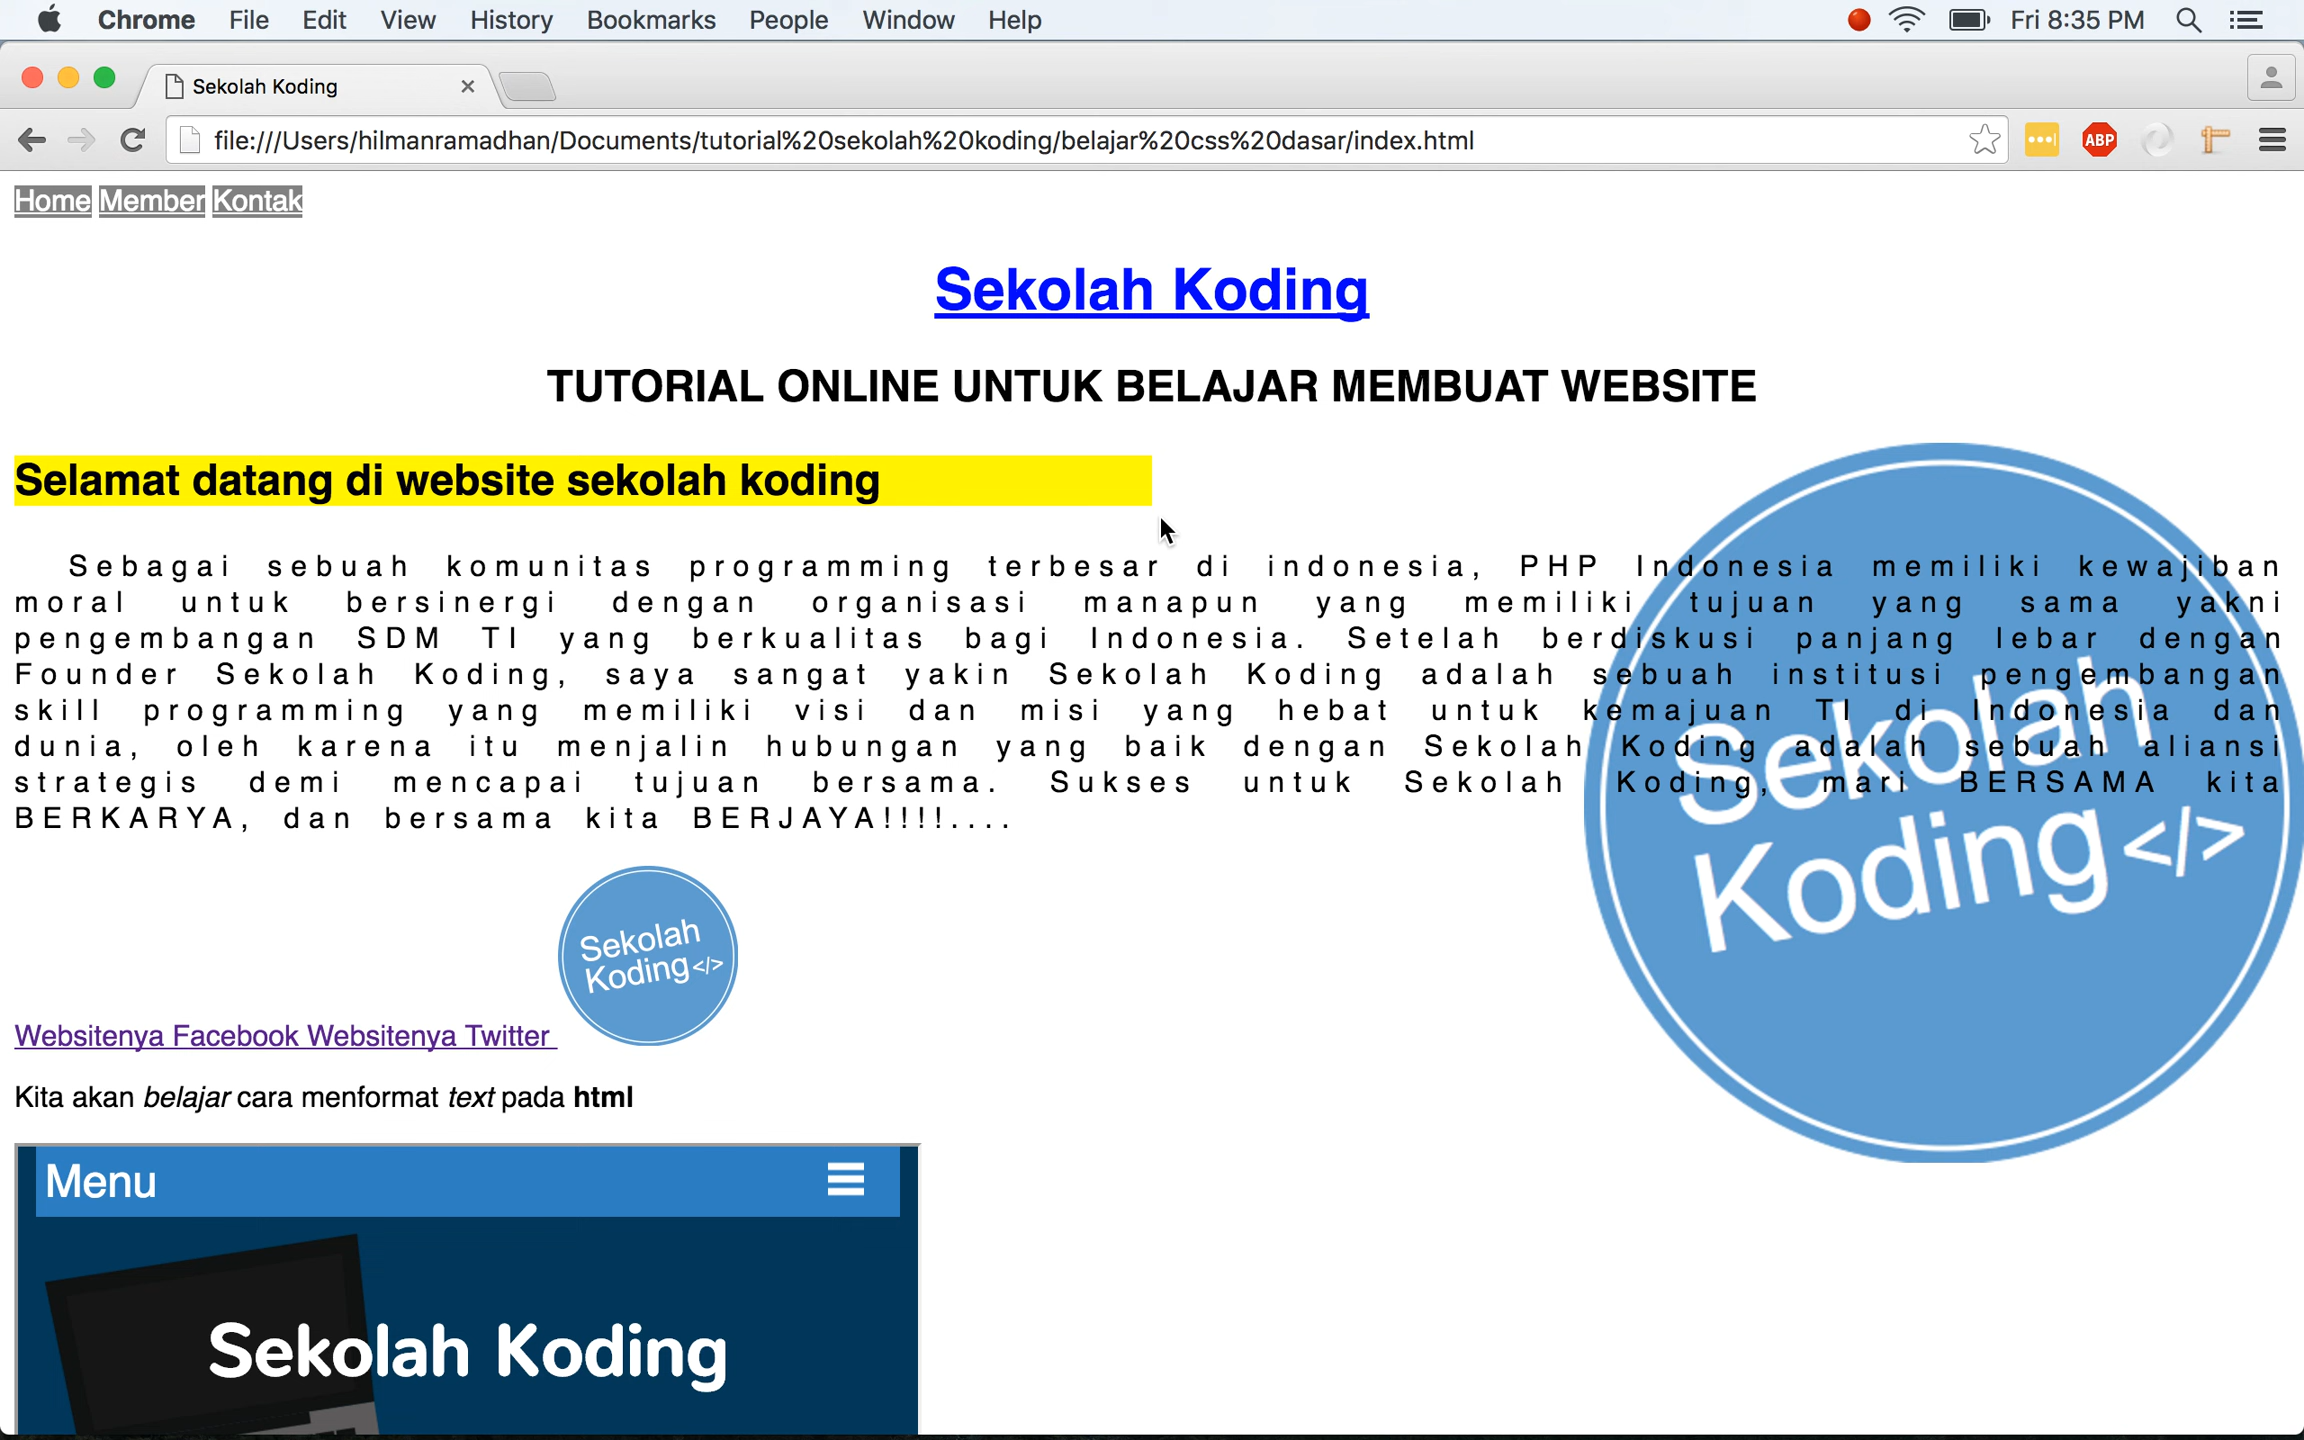 Chrome File Edit View History Bookmarks People Window Help Fri 8:35 PM
Sekolah Koding
file:///Users/hilmanramadhan/Documents/tutorial%20sekolah%20koding/belajar%20css%20dasar/index.html
ABP
Home Member Kontak
Sekolah Koding
TUTORIAL ONLINE UNTUK BELAJAR MEMBUAT WEBSITE
Selamat datang di website sekolah koding
Sebagai sebuah komunitas programming terbesar di indonesia, PHP Indonesia memiliki kewajiban
moral untuk bersinergi dengan organisasi manapun yang memiliki tujuan yang sama yakni
pengembangan SDM TI yang berkualitas bagi Indonesia. Setelah berdiskusi panjang lebar dengan
Founder Sekolah Koding, saya sangat yakin Sekolah Koding adalah sebuah institusi pengembangan
skill programming yang memiliki visi dan misi yang hebat untuk kemajuan TI di Indonesia dan
dunia, oleh karena itu menjalin hubungan yang baik dengan Sekolah Koding adalah sebuah aliansi
strategis demi mencapai tujuan bersama. Sukses untuk Sekolah Koding, mari BERSAMA kita
BERKARYA, dan bersama kita BERJAYA!!!!....
Sekolah
Koding </>
Sekolah
Koding </>
Websitenya Facebook Websitenya Twitter
Kita akan belajar cara menformat text pada html
Menu
Sekolah Koding